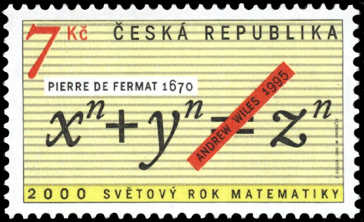 7 Kč ČESKÁ REPUBLIKA
PIERRE DE FERMAT 1670
xⁿ+yⁿ=zⁿ
ANDREW WILES 1995
2000 SVĚTOVÝ ROK MATEMATIKY